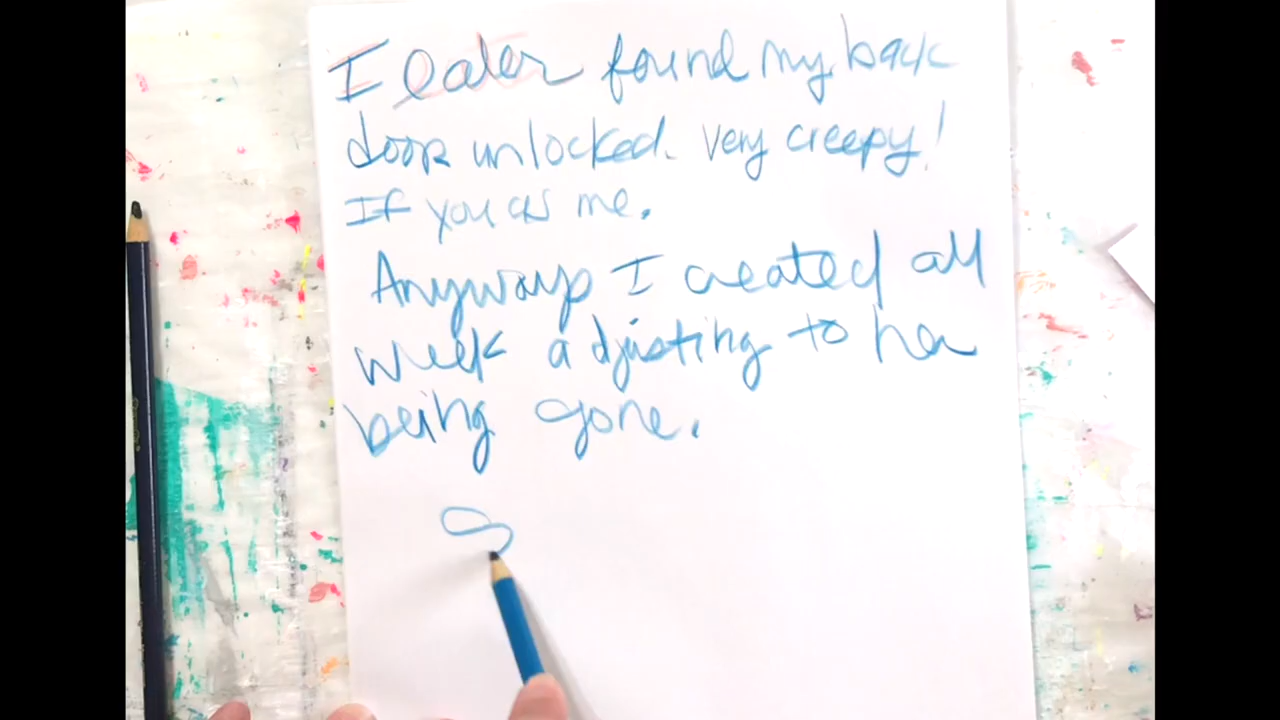 I later found my back
door unlocked. Very creepy!
If you as me.
Anyways I created all
week adjusting to her
being gone.
S